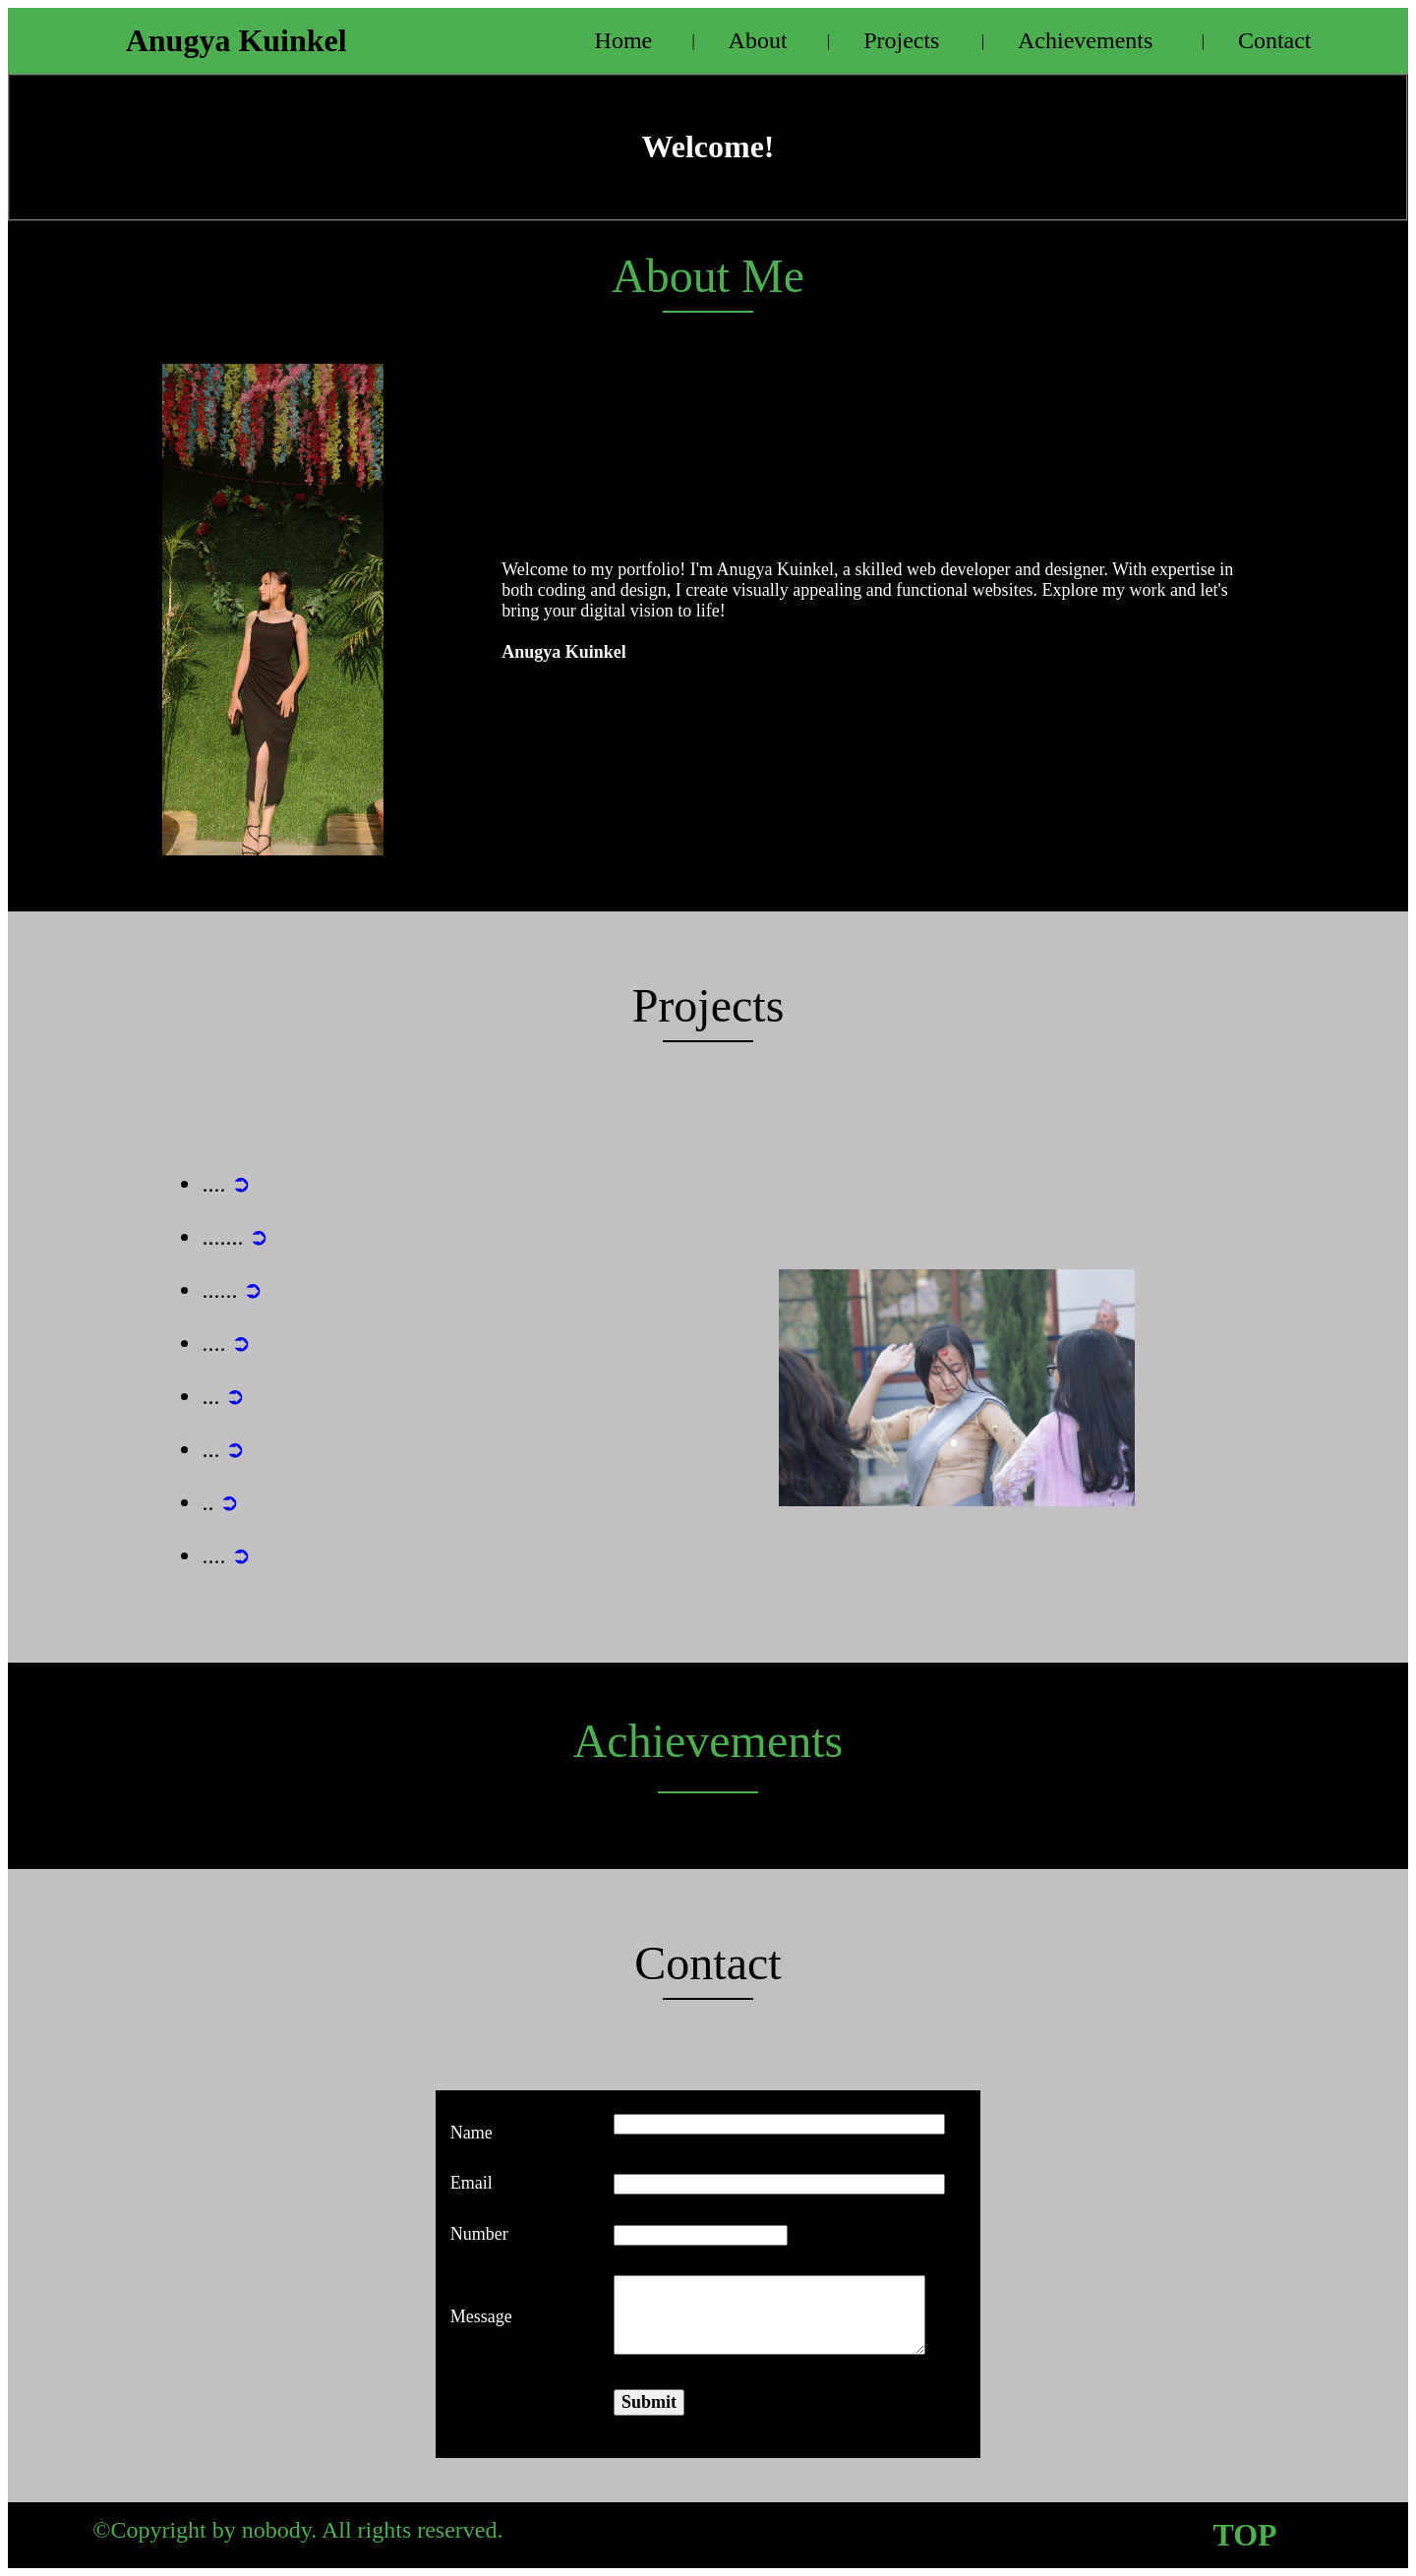 Anugya Kuinkel
Home | About | Projects | Achievements | Contact
Welcome!
About Me
Welcome to my portfolio! I'm Anugya Kuinkel, a skilled web developer and designer. With expertise in
both coding and design, I create visually appealing and functional websites. Explore my work and let's
bring your digital vision to life!
Anugya Kuinkel
Projects
.... ➲
....... ➲
...... ➲
.... ➲
... ➲
... ➲
.. ➲
.... ➲
Achievements
Contact
Name
Email
Number
Message
Submit
©Copyright by nobody. All rights reserved. TOP